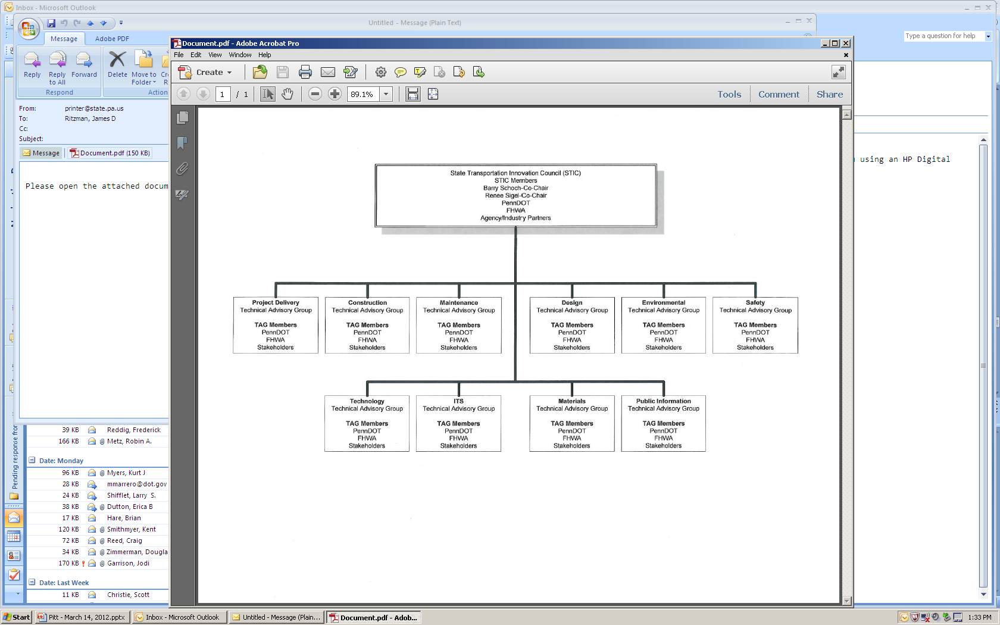 Inbox - Microsoft Outlook
Untitled - Message (Plain Text)
Message
Adobe PDF
Type a question for help
Reply
Reply to All
Forward
Delete
Move to Folder
Respond
From: printer@state.pa.us
To: Ritzman, James D
Cc:
Subject:
Message
Document.pdf (150 KB)
Please open the attached docum
using an HP Digital
Document.pdf - Adobe Acrobat Pro
File Edit View Window Help
Create
1 / 1
89.1%
Tools
Comment
Share
State Transportation Innovation Council (STIC)
STIC Members
Barry Schoch-Co-Chair
Renee Sigel-Co-Chair
PennDOT
FHWA
Agency/Industry Partners
Project Delivery
Technical Advisory Group
TAG Members
PennDOT
FHWA
Stakeholders
Construction
Technical Advisory Group
TAG Members
PennDOT
FHWA
Stakeholders
Maintenance
Technical Advisory Group
TAG Members
PennDOT
FHWA
Stakeholders
Design
Technical Advisory Group
TAG Members
PennDOT
FHWA
Stakeholders
Environmental
Technical Advisory Group
TAG Members
PennDOT
FHWA
Stakeholders
Safety
Technical Advisory Group
TAG Members
PennDOT
FHWA
Stakeholders
Technology
Technical Advisory Group
TAG Members
PennDOT
FHWA
Stakeholders
ITS
Technical Advisory Group
TAG Members
PennDOT
FHWA
Stakeholders
Materials
Technical Advisory Group
TAG Members
PennDOT
FHWA
Stakeholders
Public Information
Technical Advisory Group
TAG Members
PennDOT
FHWA
Stakeholders
Pending response from
39 KB Reddig, Frederick
166 KB Metz, Robin A.
Date: Monday
96 KB Myers, Kurt J
28 KB mmarrero@dot.gov
24 KB Shifflet, Larry S.
38 KB Dutton, Erica B
17 KB Hare, Brian
120 KB Smithmyer, Kent
72 KB Reed, Craig
34 KB Zimmerman, Dougla
170 KB Garrison, Jodi
Date: Last Week
11 KB Christie, Scott
Start
Pitt - March 14, 2012.pptx
Inbox - Microsoft Outlook
Untitled - Message (Plain...
Document.pdf - Adob...
1:33 PM